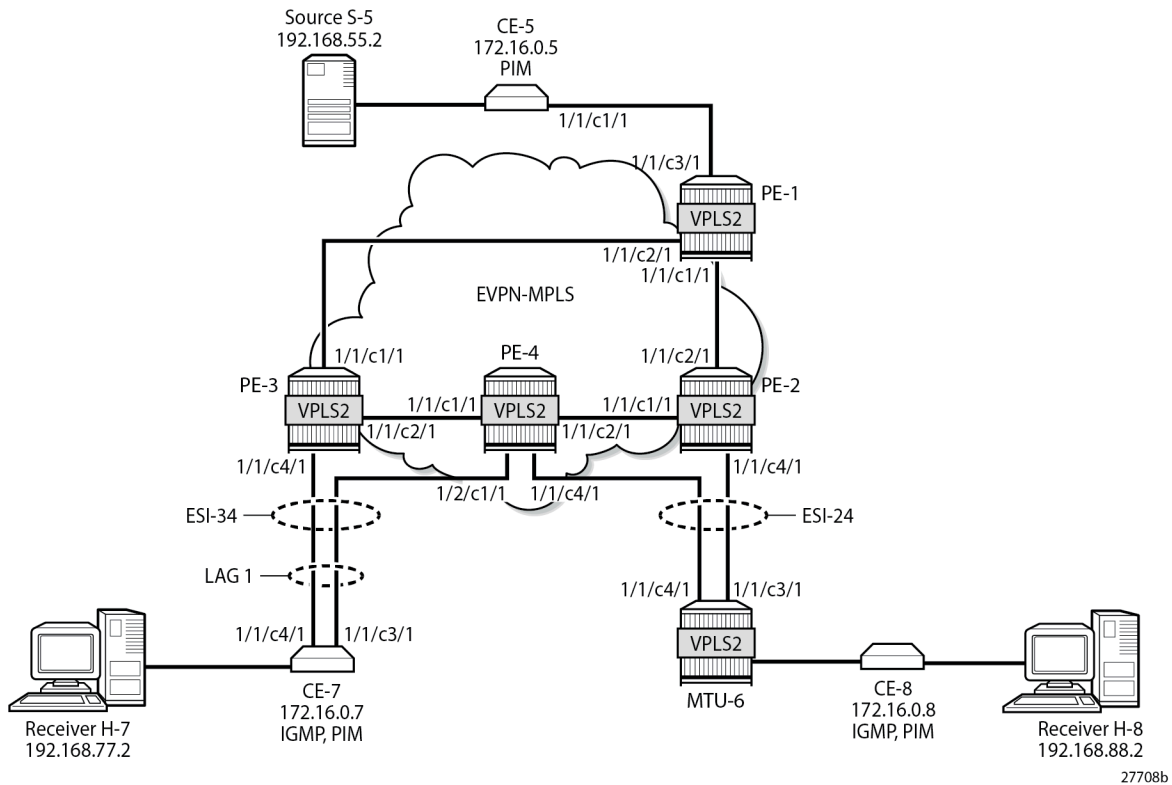 Source S-5
192.168.55.2
CE-5
172.16.0.5
PIM
1/1/c1/1
1/1/c3/1
PE-1
VPLS2
1/1/c2/1
1/1/c1/1
EVPN-MPLS
1/1/c1/1
PE-4
1/1/c2/1
PE-3
PE-2
VPLS2
1/1/c1/1
VPLS2
1/1/c1/1
VPLS2
1/1/c2/1
1/1/c2/1
1/1/c4/1
1/2/c1/1
1/1/c4/1
1/1/c4/1
ESI-34
ESI-24
LAG 1
1/1/c4/1
1/1/c3/1
1/1/c4/1
1/1/c3/1
VPLS2
MTU-6
CE-7
172.16.0.7
IGMP, PIM
CE-8
172.16.0.8
IGMP, PIM
Receiver H-7
192.168.77.2
Receiver H-8
192.168.88.2
27708b